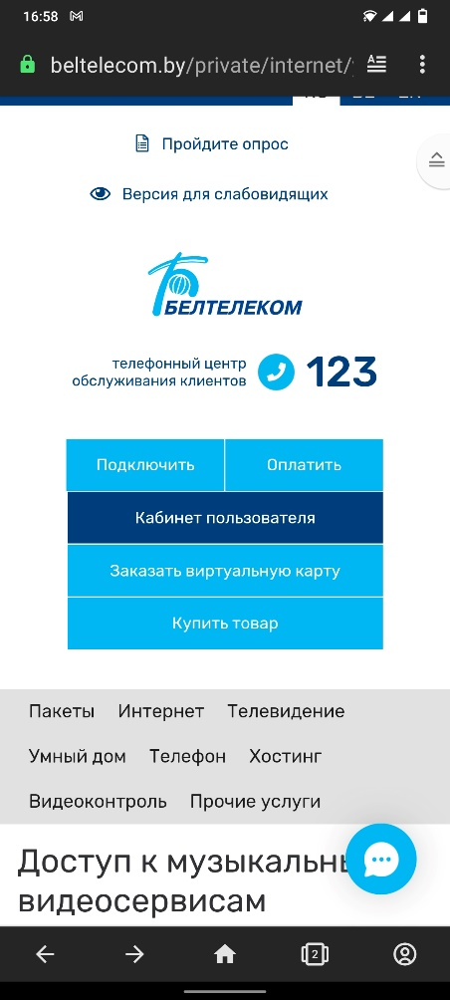 16:58
beltelecom.by/private/internet/
Пройдите опрос
Версия для слабовидящих
БЕЛТЕЛЕКОМ
телефонный центр
обслуживания клиентов
123
Подключить Оплатить
Кабинет пользователя
Заказать виртуальную карту
Купить товар
Пакеты Интернет Телевидение
Умный дом Телефон Хостинг
Видеоконтроль Прочие услуги
Доступ к музыкальн
видеосервисам
2